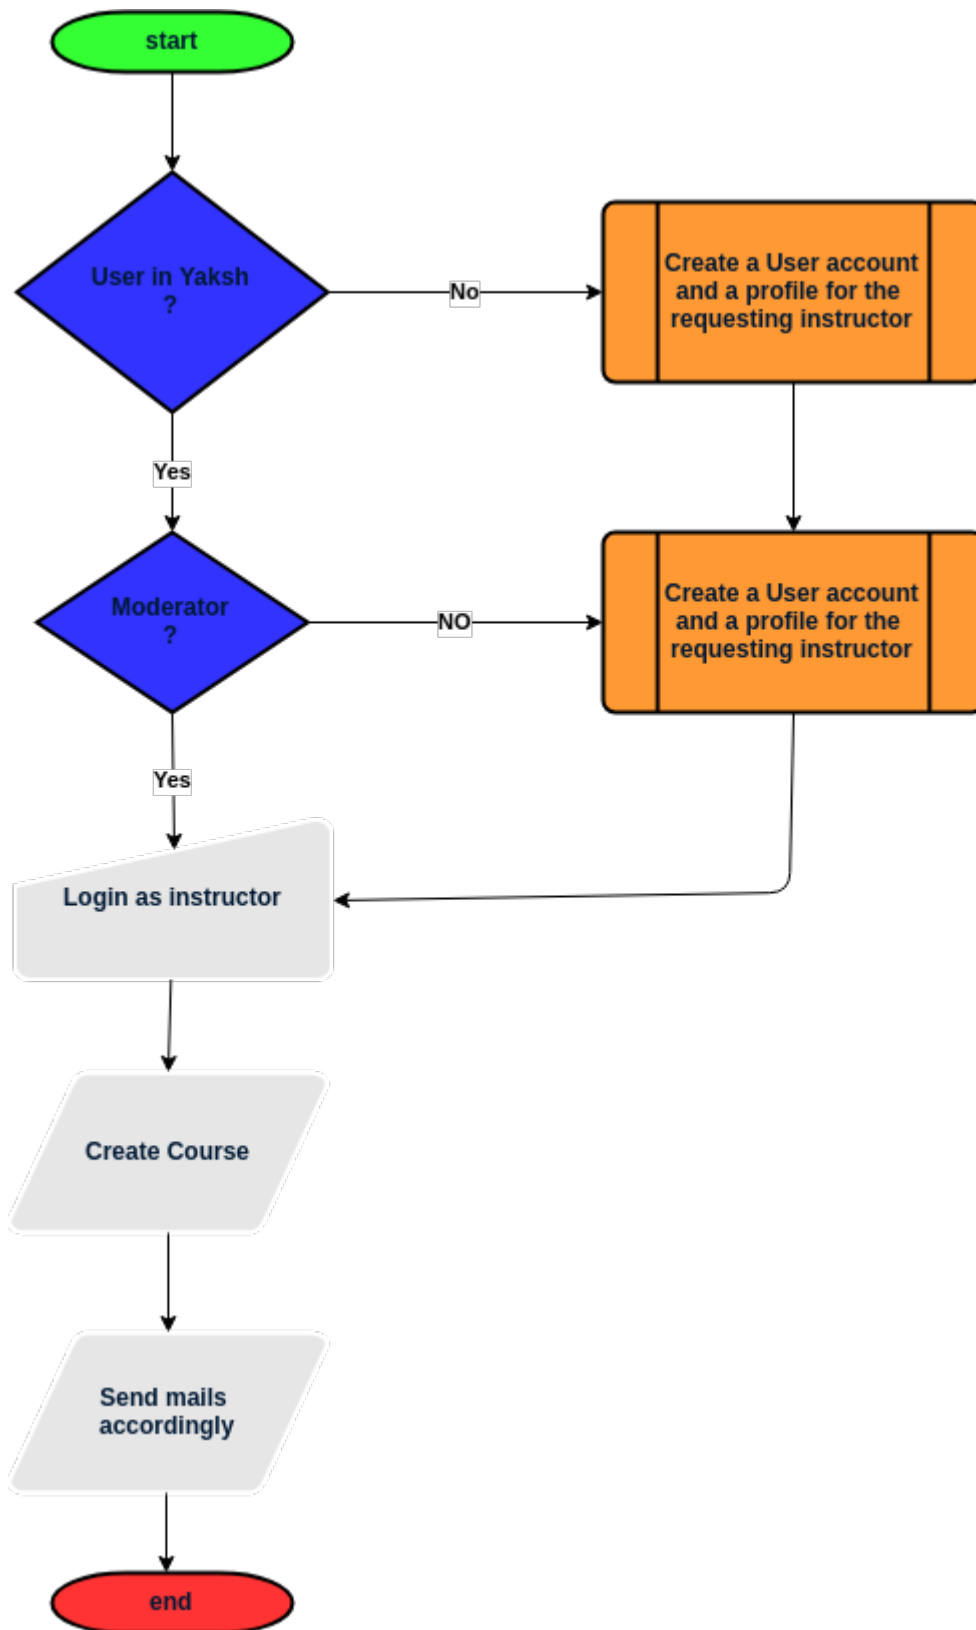 start
User in Yaksh
?
No
Create a User account
and a profile for the
requesting instructor
Yes
Moderator
?
NO
Create a User account
and a profile for the
requesting instructor
Yes
Login as instructor
Create Course
Send mails
accordingly
end